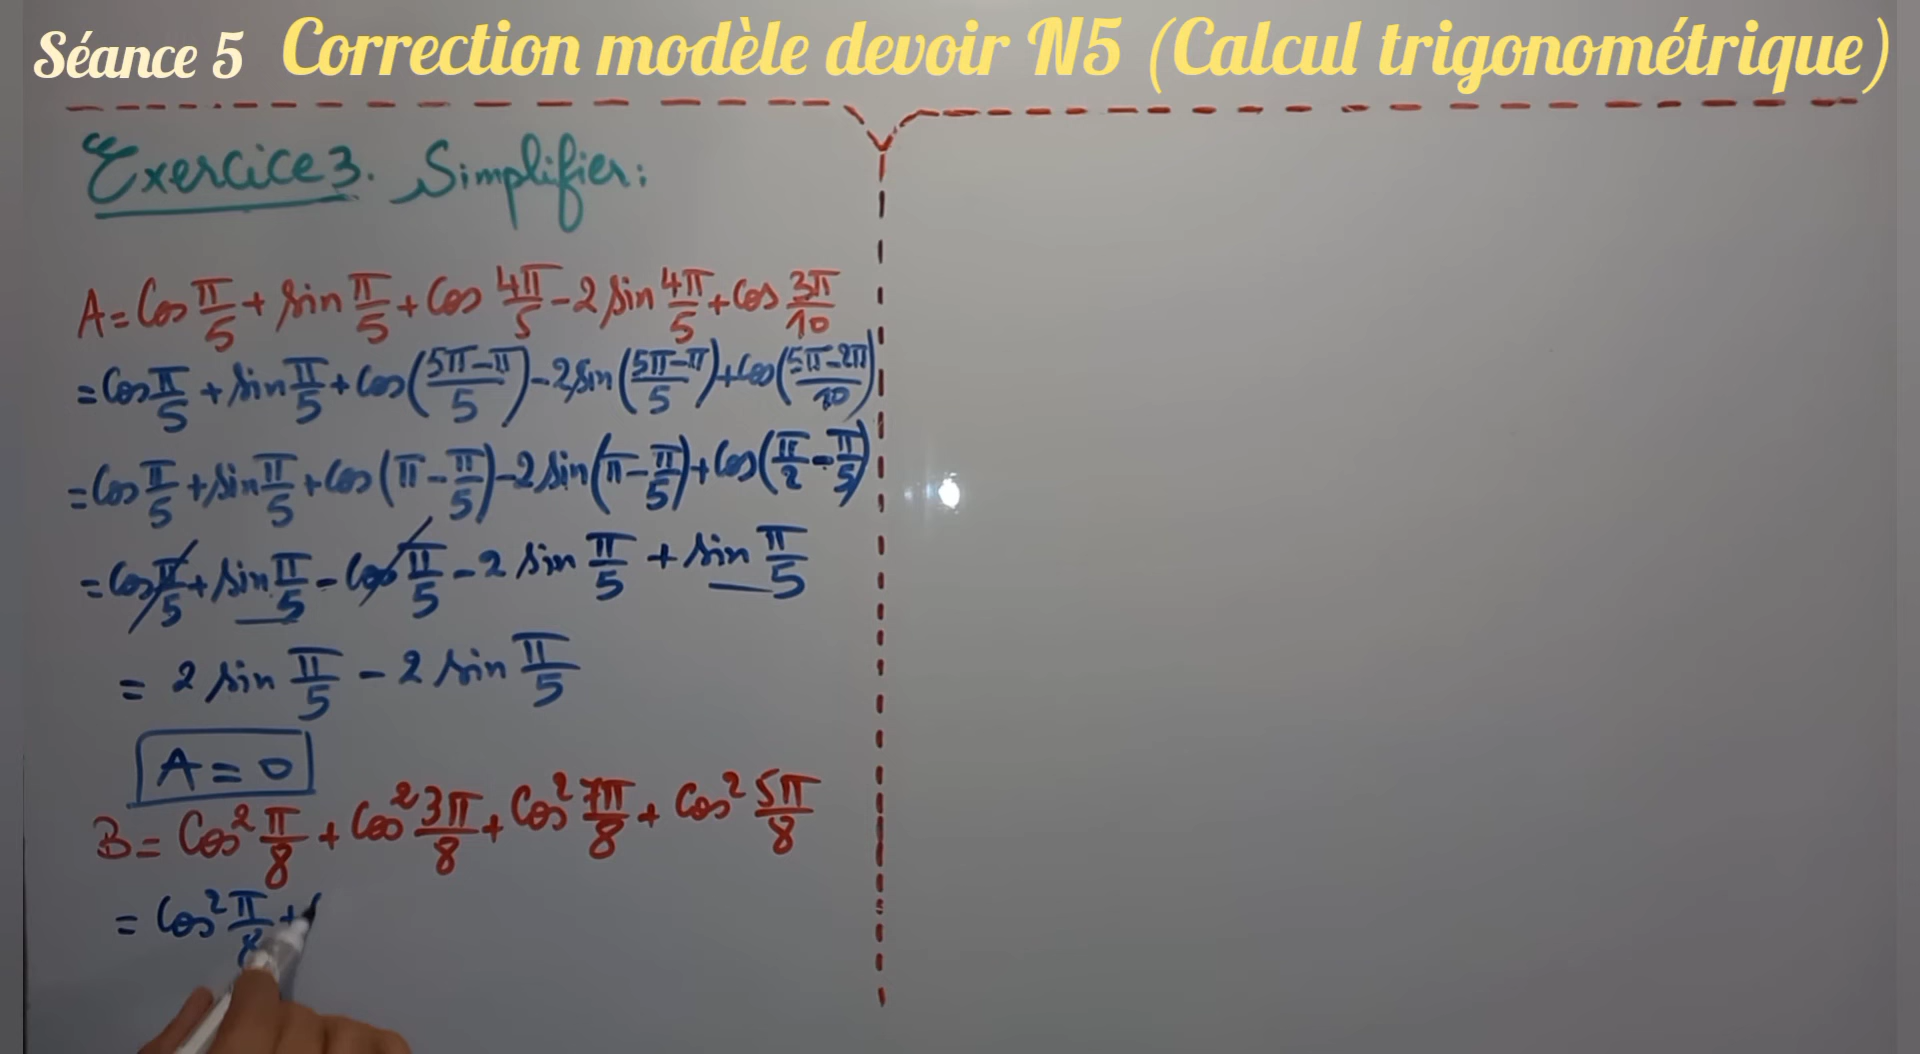 Séance 5 Correction modèle devoir N5 (Calcul trigonométrique)
Exercice 3. Simplifier:
A = Cos π/5 + sin π/5 + Cos 4π/5 - 2 sin 4π/5 + Cos 3π/10
= Cos π/5 + sin π/5 + Cos (5π-π/5) - 2 sin (5π-π/5) + Cos (5π-2π/10)
= Cos π/5 + sin π/5 + Cos (π - π/5) - 2 sin (π - π/5) + Cos (π/2 - π/5)
= Cos π/5 + sin π/5 - Cos π/5 - 2 sin π/5 + sin π/5
= 2 sin π/5 - 2 sin π/5
A = 0
B = Cos² π/8 + Cos² 3π/8 + Cos² 7π/8 + Cos² 5π/8
= Cos² π/8 +